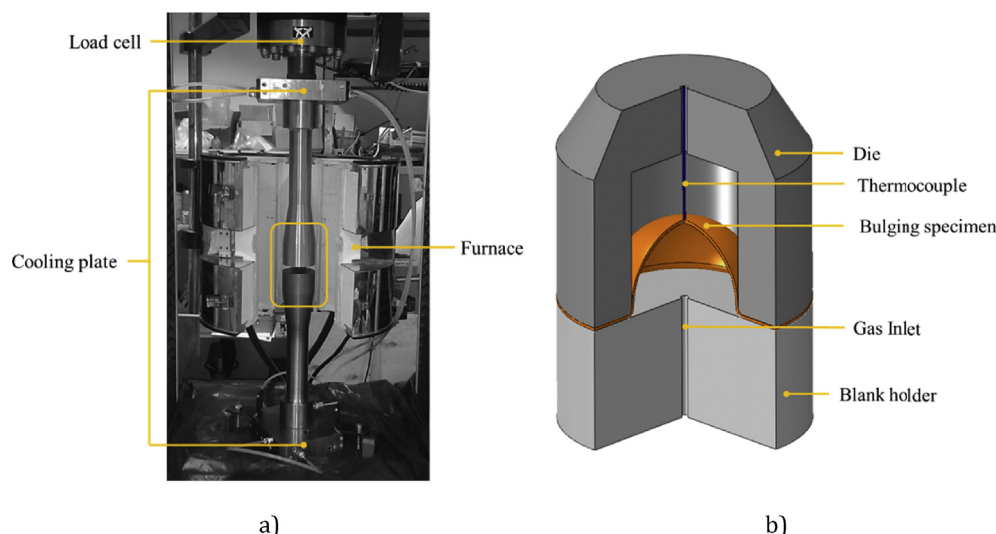 Load cell
Cooling plate
Furnace
Die
Thermocouple
Bulging specimen
Gas Inlet
Blank holder
a)
b)